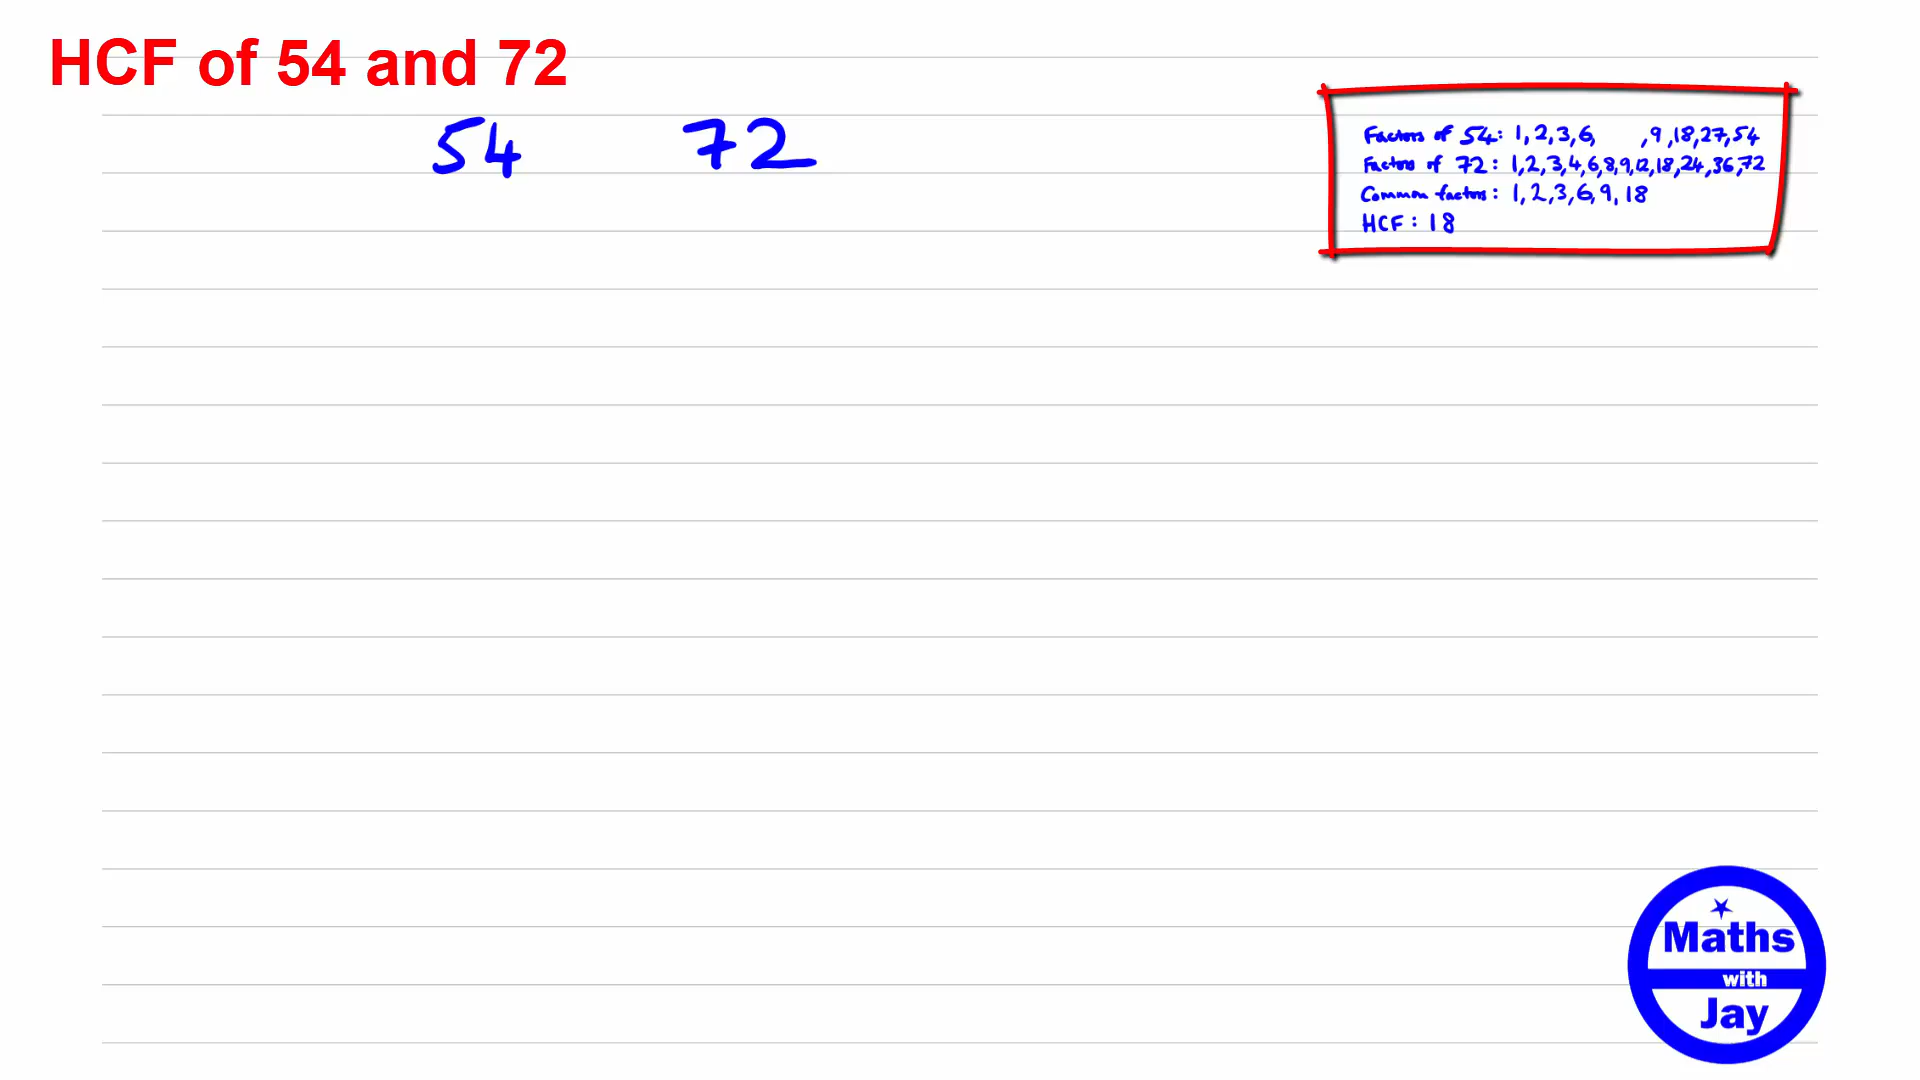 HCF of 54 and 72
54 72
Factors of 54: 1, 2, 3, 6, , 9, 18, 27, 54
Factors of 72: 1, 2, 3, 4, 6, 8, 9, 12, 18, 24, 36, 72
Common factors: 1, 2, 3, 6, 9, 18
HCF: 18
Maths
with
Jay